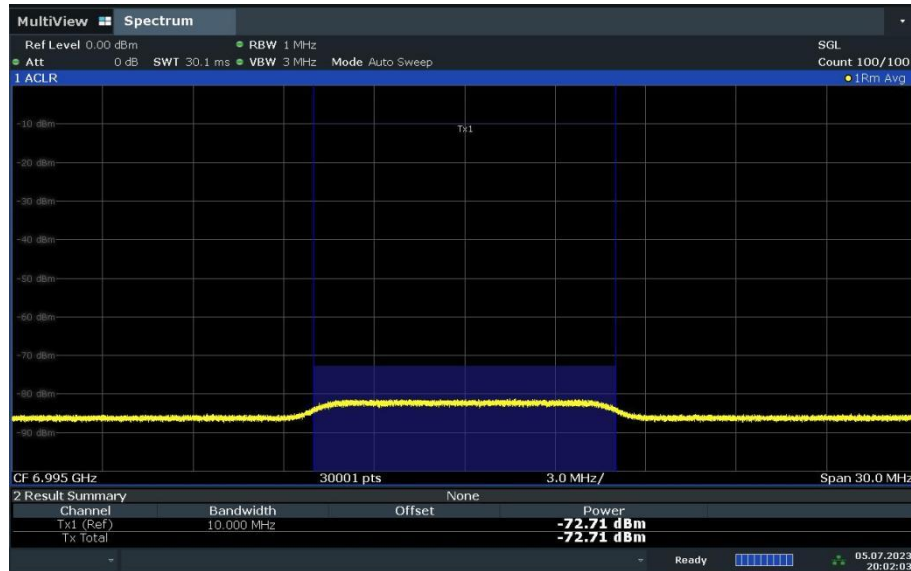 MultiView Spectrum
Ref Level 0.00 dBm RBW 1 MHz SGL
Att 0 dB SWT 30.1 ms VBW 3 MHz Mode Auto Sweep Count 100/100
1 ACLR 1Rm Avg
-10 dBm
Tx1
-20 dBm
-30 dBm
-40 dBm
-50 dBm
-60 dBm
-70 dBm
-80 dBm
-90 dBm
CF 6.995 GHz 30001 pts 3.0 MHz/ Span 30.0 MHz
2 Result Summary None
Channel Bandwidth Offset Power
Tx1 (Ref) 10.000 MHz -72.71 dBm
Tx Total -72.71 dBm
Ready 05.07.2023
20:02:03